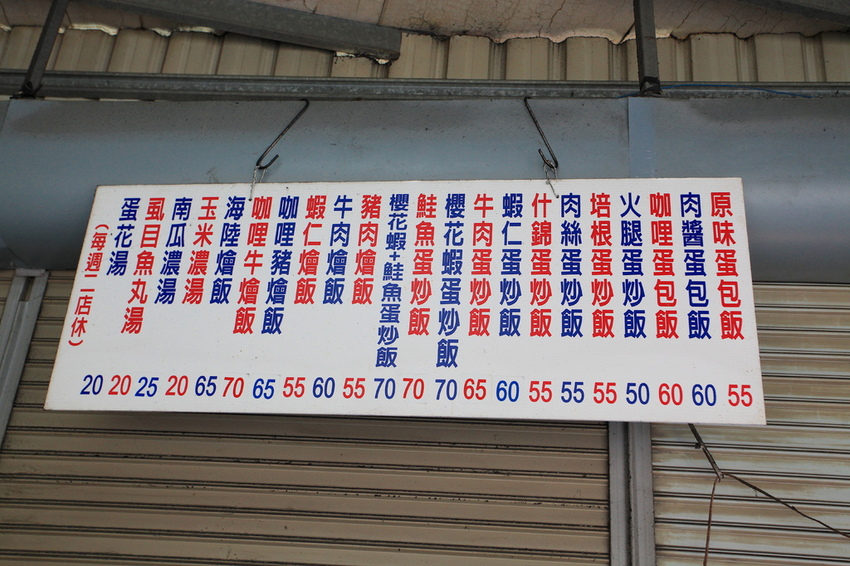 原味蛋包飯 55
肉醬蛋包飯 60
咖哩蛋包飯 60
火腿蛋炒飯 50
培根蛋炒飯 55
肉絲蛋炒飯 55
什錦蛋炒飯 55
蝦仁蛋炒飯 60
牛肉蛋炒飯 65
櫻花蝦蛋炒飯 70
鮭魚蛋炒飯 70
櫻花蝦+鮭魚蛋炒飯 70
豬肉燴飯 55
牛肉燴飯 60
蝦仁燴飯 55
咖哩豬燴飯 65
咖哩牛燴飯 70
海陸燴飯 65
玉米濃湯 20
南瓜濃湯 25
虱目魚丸湯 20
蛋花湯 20
(每週二店休)